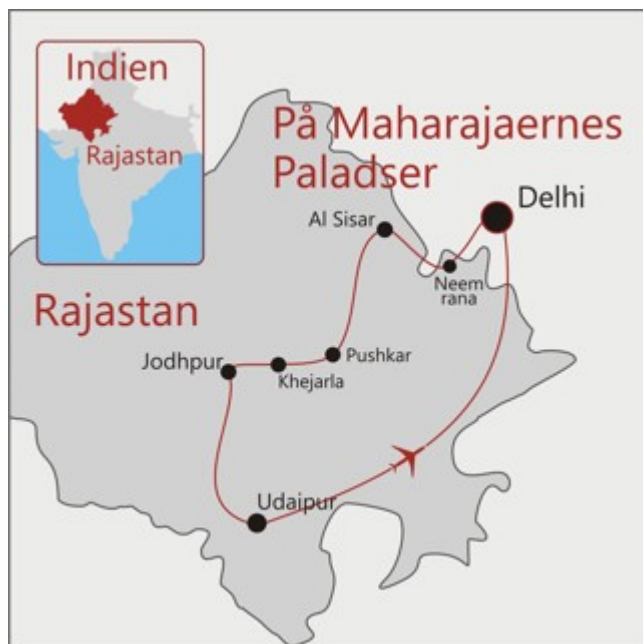 Indien
Rajastan
På Maharajaernes
Paladser
Delhi
Al Sisar
Neem
rana
Rajastan
Jodhpur
Khejarla
Pushkar
Udaipur